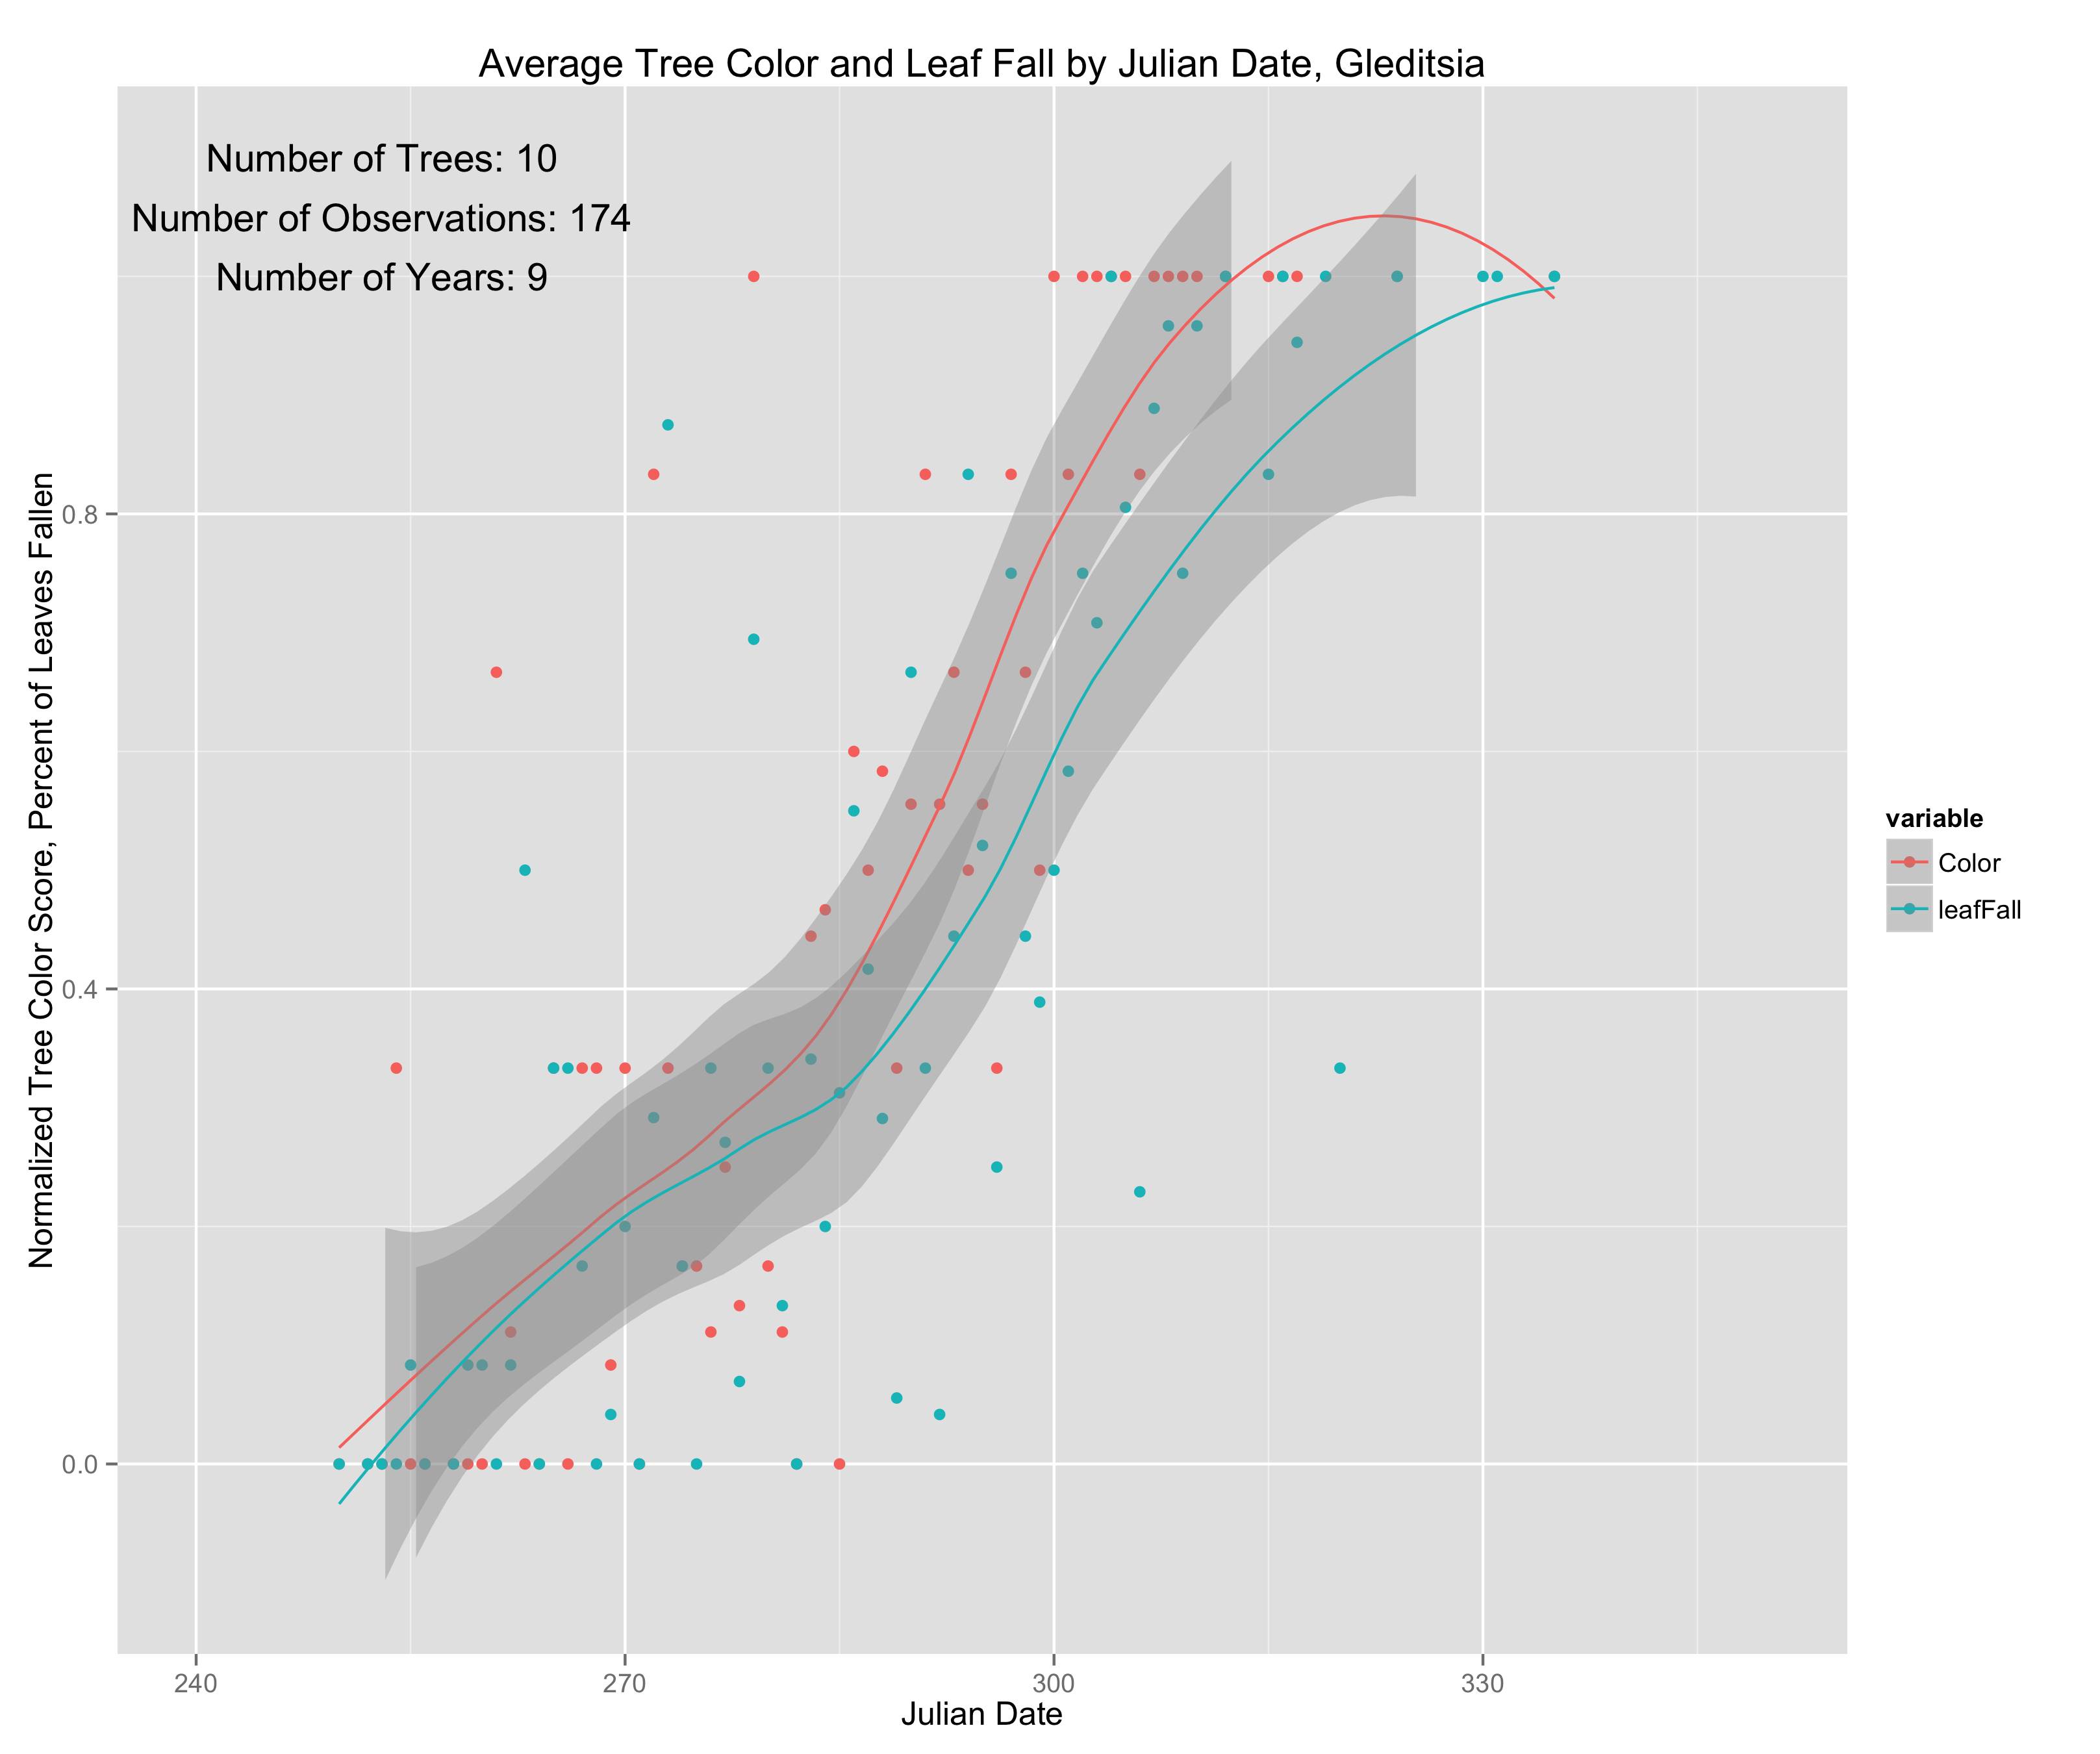 Average Tree Color and Leaf Fall by Julian Date, Gleditsia
Number of Trees: 10
Number of Observations: 174
Number of Years: 9
Normalized Tree Color Score, Percent of Leaves Fallen
0.8
0.4
0.0
240
270
300
330
Julian Date
variable
Color
leafFall